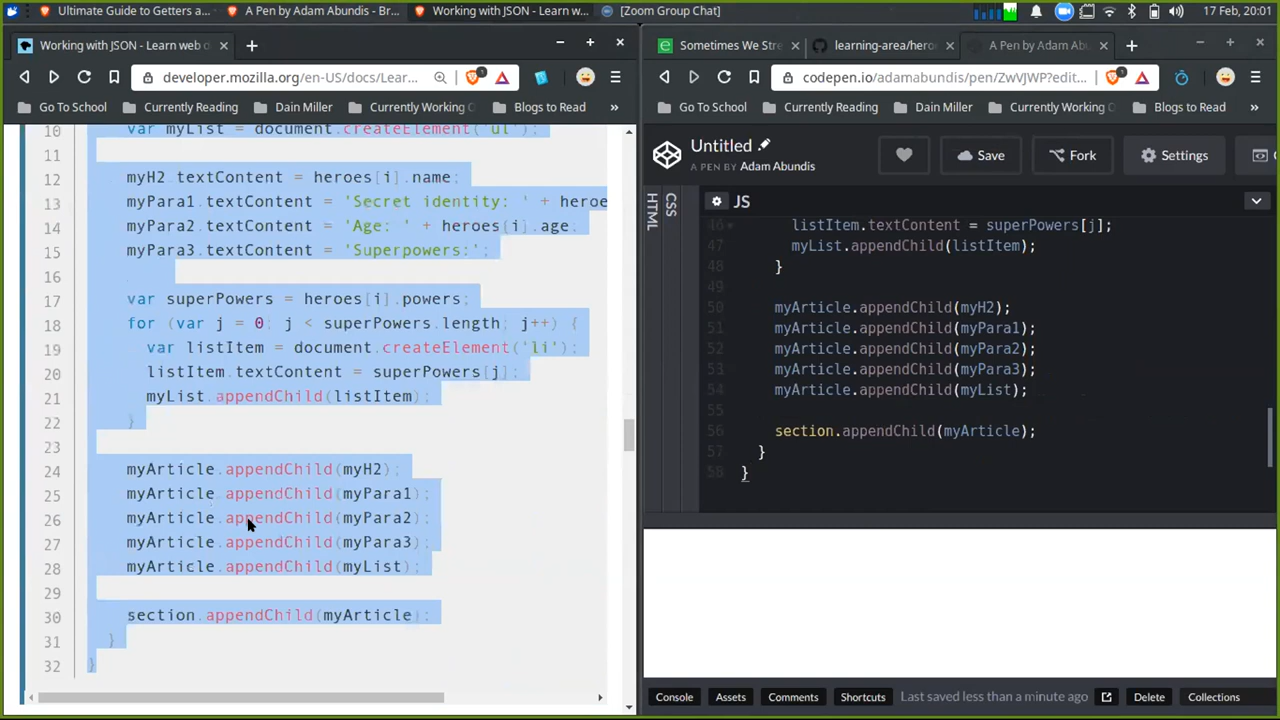 Ultimate Guide to Getters a...
A Pen by Adam Abundis - Br...
Working with JSON - Learn w...
[Zoom Group Chat]
17 Feb, 20:01
Working with JSON - Learn web d
developer.mozilla.org/en-US/docs/Lear...
1
Go To School
Currently Reading
Dain Miller
Currently Working
Blogs to Read
»
10 var myList = document.createElement('ul');
11
12 myH2.textContent = heroes[i].name;
13 myPara1.textContent = 'Secret identity: ' + heroe
14 myPara2.textContent = 'Age: ' + heroes[i].age;
15 myPara3.textContent = 'Superpowers:';
16
17 var superPowers = heroes[i].powers;
18 for (var j = 0; j < superPowers.length; j++) {
19 var listItem = document.createElement('li');
20 listItem.textContent = superPowers[j];
21 myList.appendChild(listItem);
22 }
23
24 myArticle.appendChild(myH2);
25 myArticle.appendChild(myPara1);
26 myArticle.appendChild(myPara2);
27 myArticle.appendChild(myPara3);
28 myArticle.appendChild(myList);
29
30 section.appendChild(myArticle);
31 }
32 }
Sometimes We Stre
learning-area/heroe
A Pen by Adam Abu
codepen.io/adamabundis/pen/ZwVJWP?edit...
1
Go To School
Currently Reading
Dain Miller
Currently Working O
Blogs to Read
»
Untitled
A PEN BY Adam Abundis
Save
Fork
Settings
C
HTML
CSS
JS
46 listItem.textContent = superPowers[j];
47 myList.appendChild(listItem);
48 }
49
50 myArticle.appendChild(myH2);
51 myArticle.appendChild(myPara1);
52 myArticle.appendChild(myPara2);
53 myArticle.appendChild(myPara3);
54 myArticle.appendChild(myList);
55
56 section.appendChild(myArticle);
57 }
58 }
Console
Assets
Comments
Shortcuts
Last saved less than a minute ago
Delete
Collections